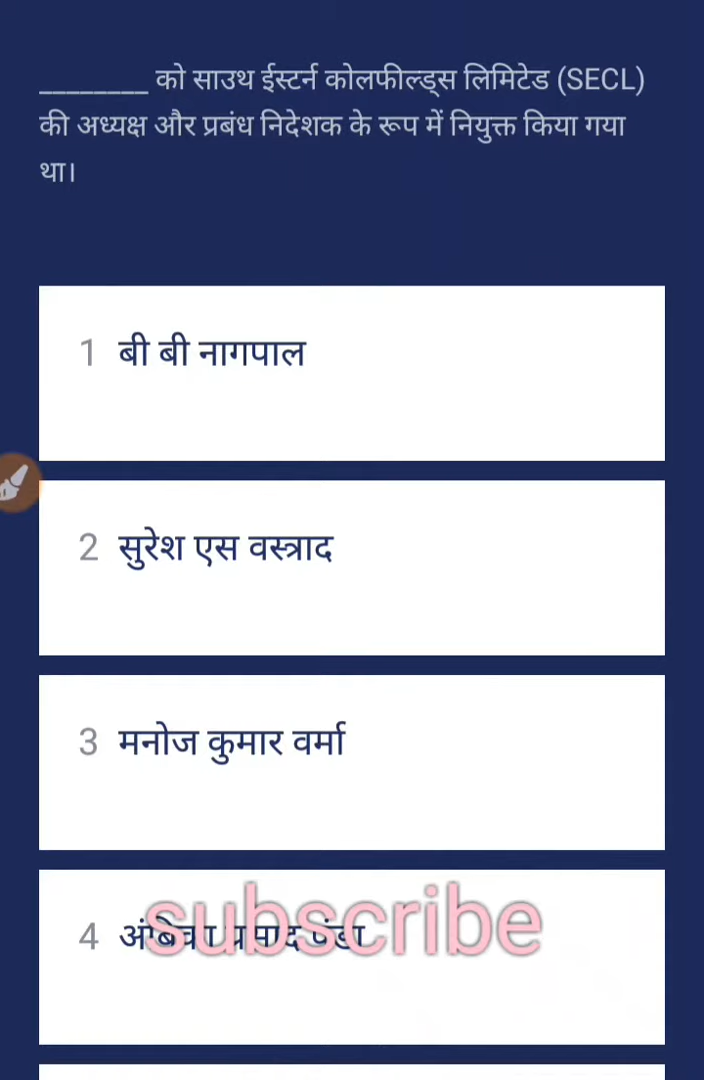 ________ को साउथ ईस्टर्न कोलफील्ड्स लिमिटेड (SECL)
की अध्यक्ष और प्रबंध निदेशक के रूप में नियुक्त किया गया
था।
1 बी बी नागपाल
2 सुरेश एस वस्त्राद
3 मनोज कुमार वर्मा
4 पंडा
subscribe